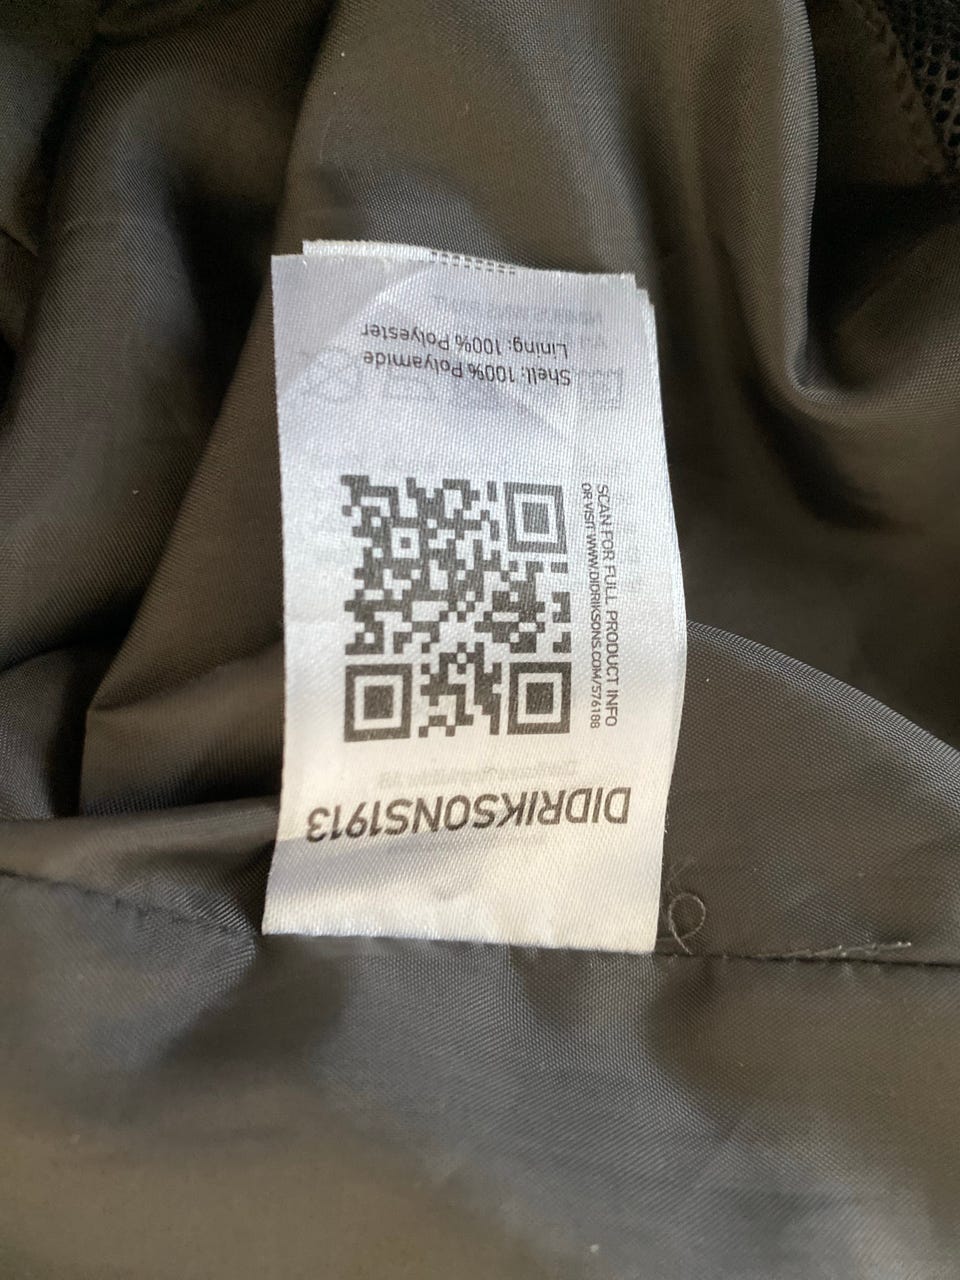 DIDRIKSONS1913
SCAN FOR FULL PRODUCT INFO
OR VISIT WWW.DIDRIKSONS.COM/576188
Shell: 100% Polyamide
Lining: 100% Polyester